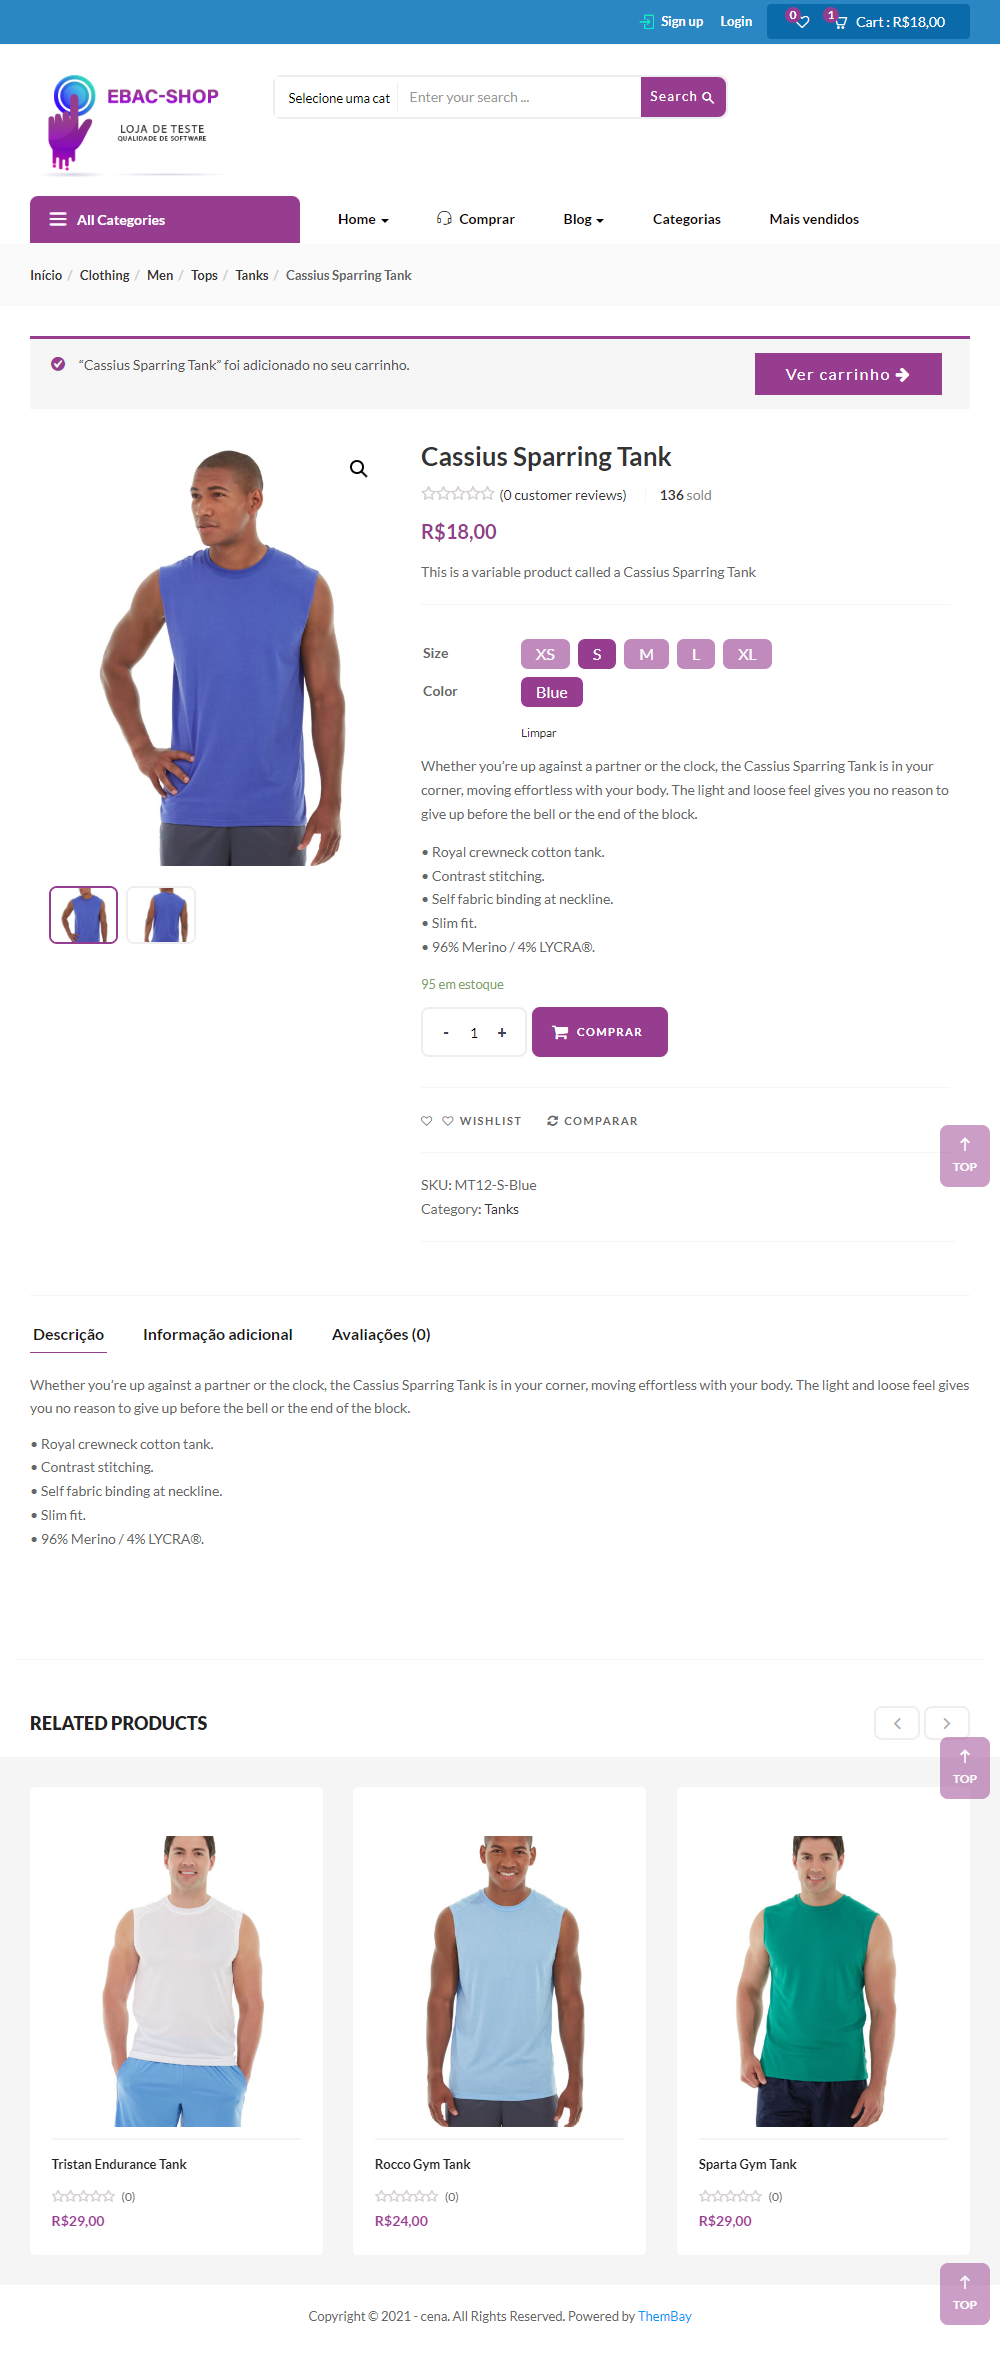 Sign up Login 0 1 Cart : R$18,00
EBAC-SHOP
LOJA DE TESTE
QUALIDADE DE SOFTWARE
Selecione uma cat Enter your search ... Search
All Categories Home Comprar Blog Categorias Mais vendidos
Início / Clothing / Men / Tops / Tanks / Cassius Sparring Tank
“Cassius Sparring Tank” foi adicionado no seu carrinho. Ver carrinho
Cassius Sparring Tank
(0 customer reviews) 136 sold
R$18,00
This is a variable product called a Cassius Sparring Tank
Size XS S M L XL
Color Blue
Limpar
Whether you’re up against a partner or the clock, the Cassius Sparring Tank is in your
corner, moving effortless with your body. The light and loose feel gives you no reason to
give up before the bell or the end of the block.
• Royal crewneck cotton tank.
• Contrast stitching.
• Self fabric binding at neckline.
• Slim fit.
• 96% Merino / 4% LYCRA®.
95 em estoque
- 1 + COMPRAR
WISHLIST COMPARAR
TOP
SKU: MT12-S-Blue
Category: Tanks
Descrição Informação adicional Avaliações (0)
Whether you’re up against a partner or the clock, the Cassius Sparring Tank is in your corner, moving effortless with your body. The light and loose feel gives
you no reason to give up before the bell or the end of the block.
• Royal crewneck cotton tank.
• Contrast stitching.
• Self fabric binding at neckline.
• Slim fit.
• 96% Merino / 4% LYCRA®.
RELATED PRODUCTS
TOP
Tristan Endurance Tank
(0)
R$29,00
Rocco Gym Tank
(0)
R$24,00
Sparta Gym Tank
(0)
R$29,00
TOP
Copyright © 2021 - cena. All Rights Reserved. Powered by ThemBay